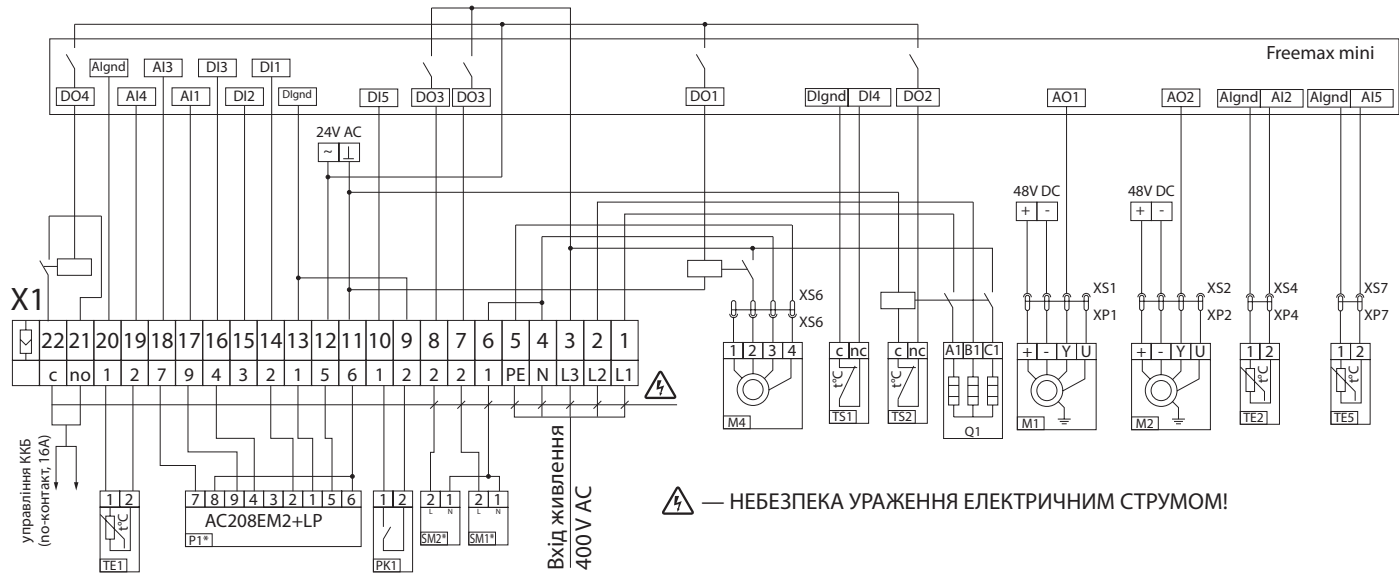 Freemax mini
AIgnd AI3 DI3 DI1
DO4 AI4 AI1 DI2 DIgnd DI5 DO3 DO3 DO1 DIgnd DI4 DO2 AO1 AO2 AIgnd AI2 AIgnd AI5
24V AC
~ ⊥
48V DC 48V DC
+ - + -
X1
XS6 XS1 XS2 XS4 XS7
XS6 XP1 XP2 XP4 XP7
22 21 20 19 18 17 16 15 14 13 12 11 10 9 8 7 6 5 4 3 2 1
c no 1 2 7 9 4 3 2 1 5 6 1 2 2 2 1 PE N L3 L2 L1
1 2 3 4 c nc c nc A1 B1 C1 + - Y U + - Y U 1 2 1 2
t°C t°C t°C t°C
M4 TS1 TS2 Q1 M1 M2 TE2 TE5
управління ККБ
(no-контакт, 16A)
1 2 7 8 9 4 3 2 1 5 6 1 2 2 1 2 1
L N L N
t°C
AC208EM2+LP
TE1 P1* PK1 SM2* SM1*
Вхід живлення
400 V AC
— НЕБЕЗПЕКА УРАЖЕННЯ ЕЛЕКТРИЧНИМ СТРУМОМ!